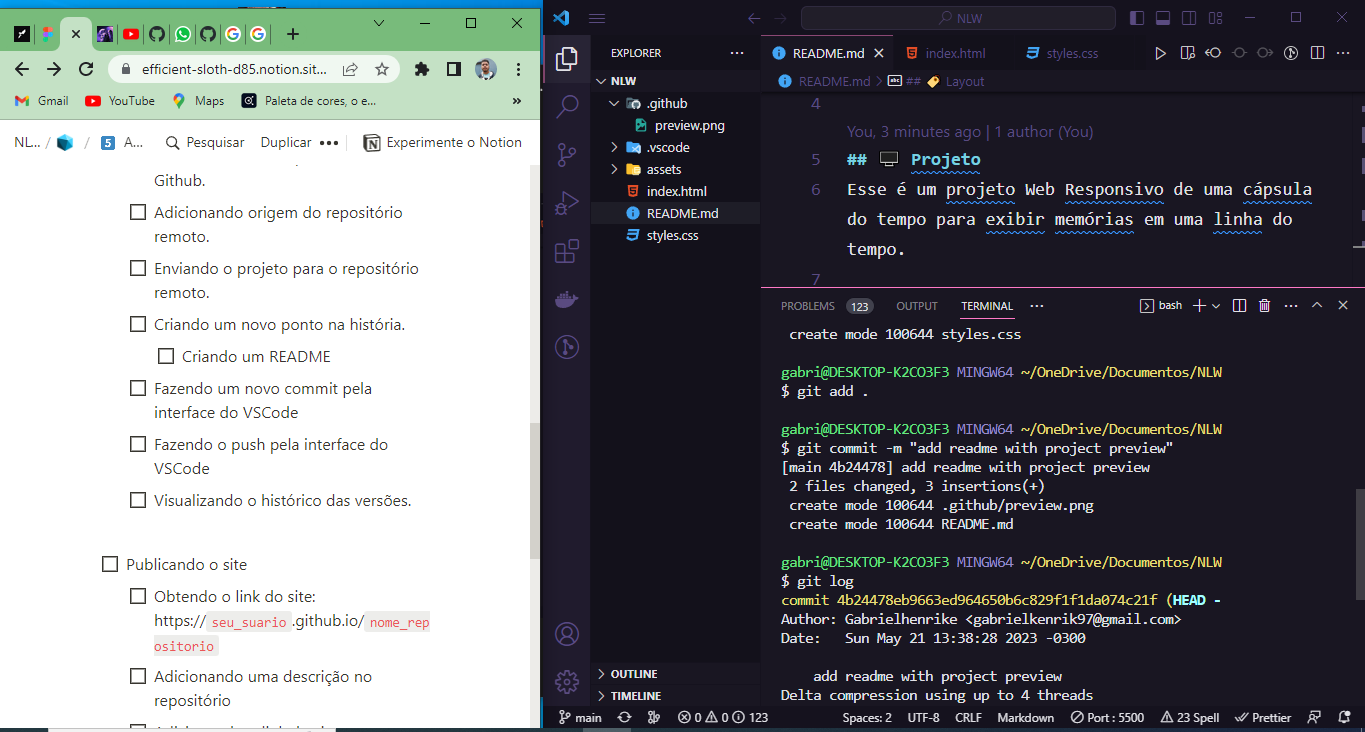 efficient-sloth-d85.notion.sit...
Gmail
YouTube
Maps
Paleta de cores, o e...
»
NL... /
/ 5 A...
Pesquisar
Duplicar
Experimente o Notion
Github.
Adicionando origem do repositório
remoto.
Enviando o projeto para o repositório
remoto.
Criando um novo ponto na história.
Criando um README
Fazendo um novo commit pela
interface do VSCode
Fazendo o push pela interface do
VSCode
Visualizando o histórico das versões.
Publicando o site
Obtendo o link do site:
https://seu_suario.github.io/nome_rep
ositorio
Adicionando uma descrição no
repositório
NLW
EXPLORER
NLW
.github
preview.png
.vscode
assets
index.html
README.md
styles.css
OUTLINE
TIMELINE
README.md
index.html
styles.css
README.md > abc ## Layout
4
You, 3 minutes ago | 1 author (You)
5 ## Projeto
6 Esse é um projeto Web Responsivo de uma cápsula
do tempo para exibir memórias em uma linha do
tempo.
7
PROBLEMS 123 OUTPUT TERMINAL ... bash
create mode 100644 styles.css
gabri@DESKTOP-K2CO3F3 MINGW64 ~/OneDrive/Documentos/NLW
$ git add .
gabri@DESKTOP-K2CO3F3 MINGW64 ~/OneDrive/Documentos/NLW
$ git commit -m "add readme with project preview"
[main 4b24478] add readme with project preview
2 files changed, 3 insertions(+)
create mode 100644 .github/preview.png
create mode 100644 README.md
gabri@DESKTOP-K2CO3F3 MINGW64 ~/OneDrive/Documentos/NLW
$ git log
commit 4b24478eb9663ed964650b6c829f1f1da074c21f (HEAD -
Author: Gabrielhenrike <gabrielkenrik97@gmail.com>
Date: Sun May 21 13:38:28 2023 -0300
add readme with project preview
Delta compression using up to 4 threads
main 0 0 123 Spaces: 2 UTF-8 CRLF Markdown Port : 5500 23 Spell Prettier